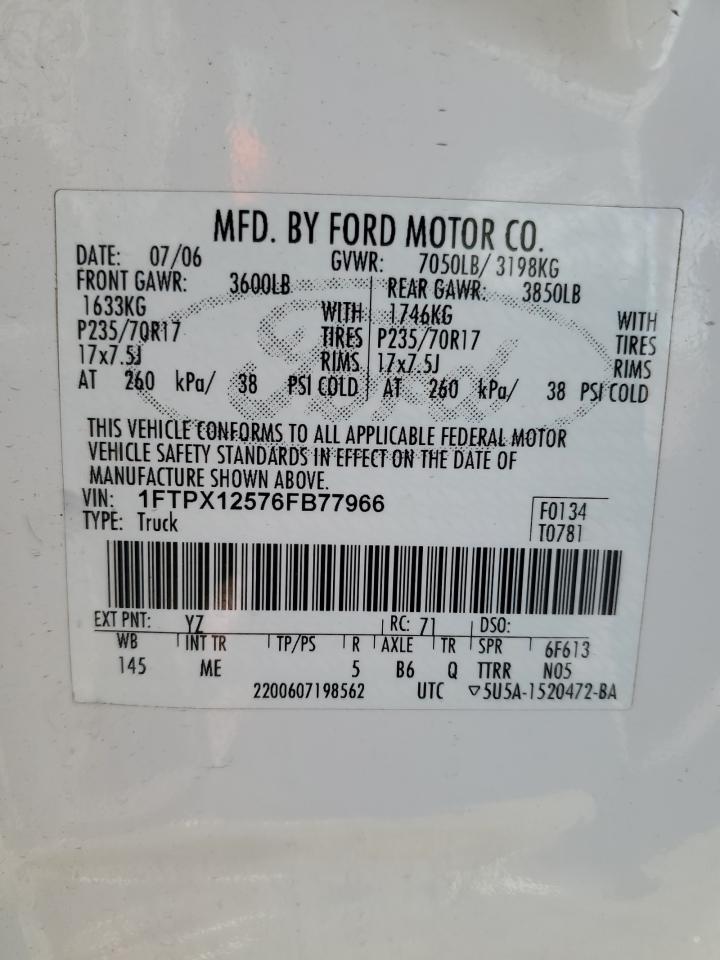 MFD. BY FORD MOTOR CO.
DATE: 07/06 GVWR: 7050LB/ 3198KG
FRONT GAWR: 3600LB REAR GAWR: 3850LB
1633KG WITH 1746KG WITH
P235/70R17 TIRES P235/70R17 TIRES
17x7.5J RIMS 17x7.5J RIMS
AT 260 kPa/ 38 PSI COLD AT 260 kPa/ 38 PSI COLD
Ford
THIS VEHICLE CONFORMS TO ALL APPLICABLE FEDERAL MOTOR
VEHICLE SAFETY STANDARDS IN EFFECT ON THE DATE OF
MANUFACTURE SHOWN ABOVE.
VIN: 1FTPX12576FB77966 F0134
TYPE: Truck T0781
EXT PNT: YZ RC: 71 DSO:
WB INT TR TP/PS R AXLE TR SPR 6F613
145 ME 5 B6 Q TTRR N05
2200607198562 UTC ▽5U5A-1520472-BA